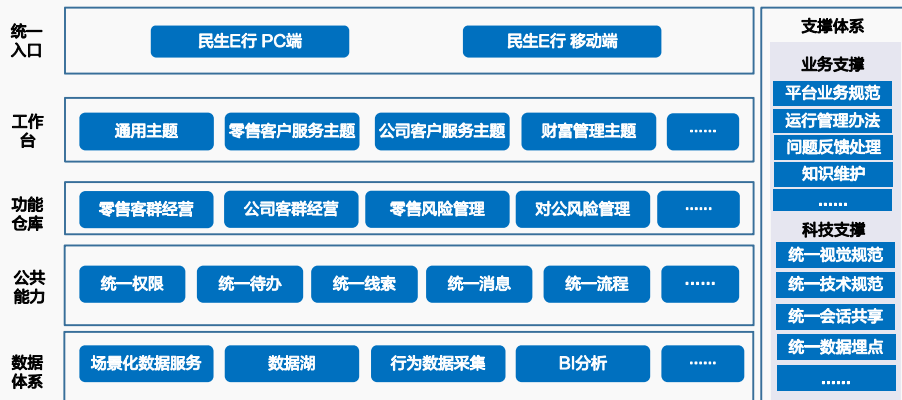 统一
入口
民生E行 PC端
民生E行 移动端
工作
台
通用主题
零售客户服务主题
公司客户服务主题
财富管理主题
......
功能
仓库
零售客群经营
公司客群经营
零售风险管理
对公风险管理
......
公共
能力
统一权限
统一待办
统一线索
统一消息
统一流程
......
数据
体系
场景化数据服务
数据湖
行为数据采集
BI分析
......
支撑体系
业务支撑
平台业务规范
运行管理办法
问题反馈处理
知识维护
......
科技支撑
统一视觉规范
统一技术规范
统一会话共享
统一数据埋点
......